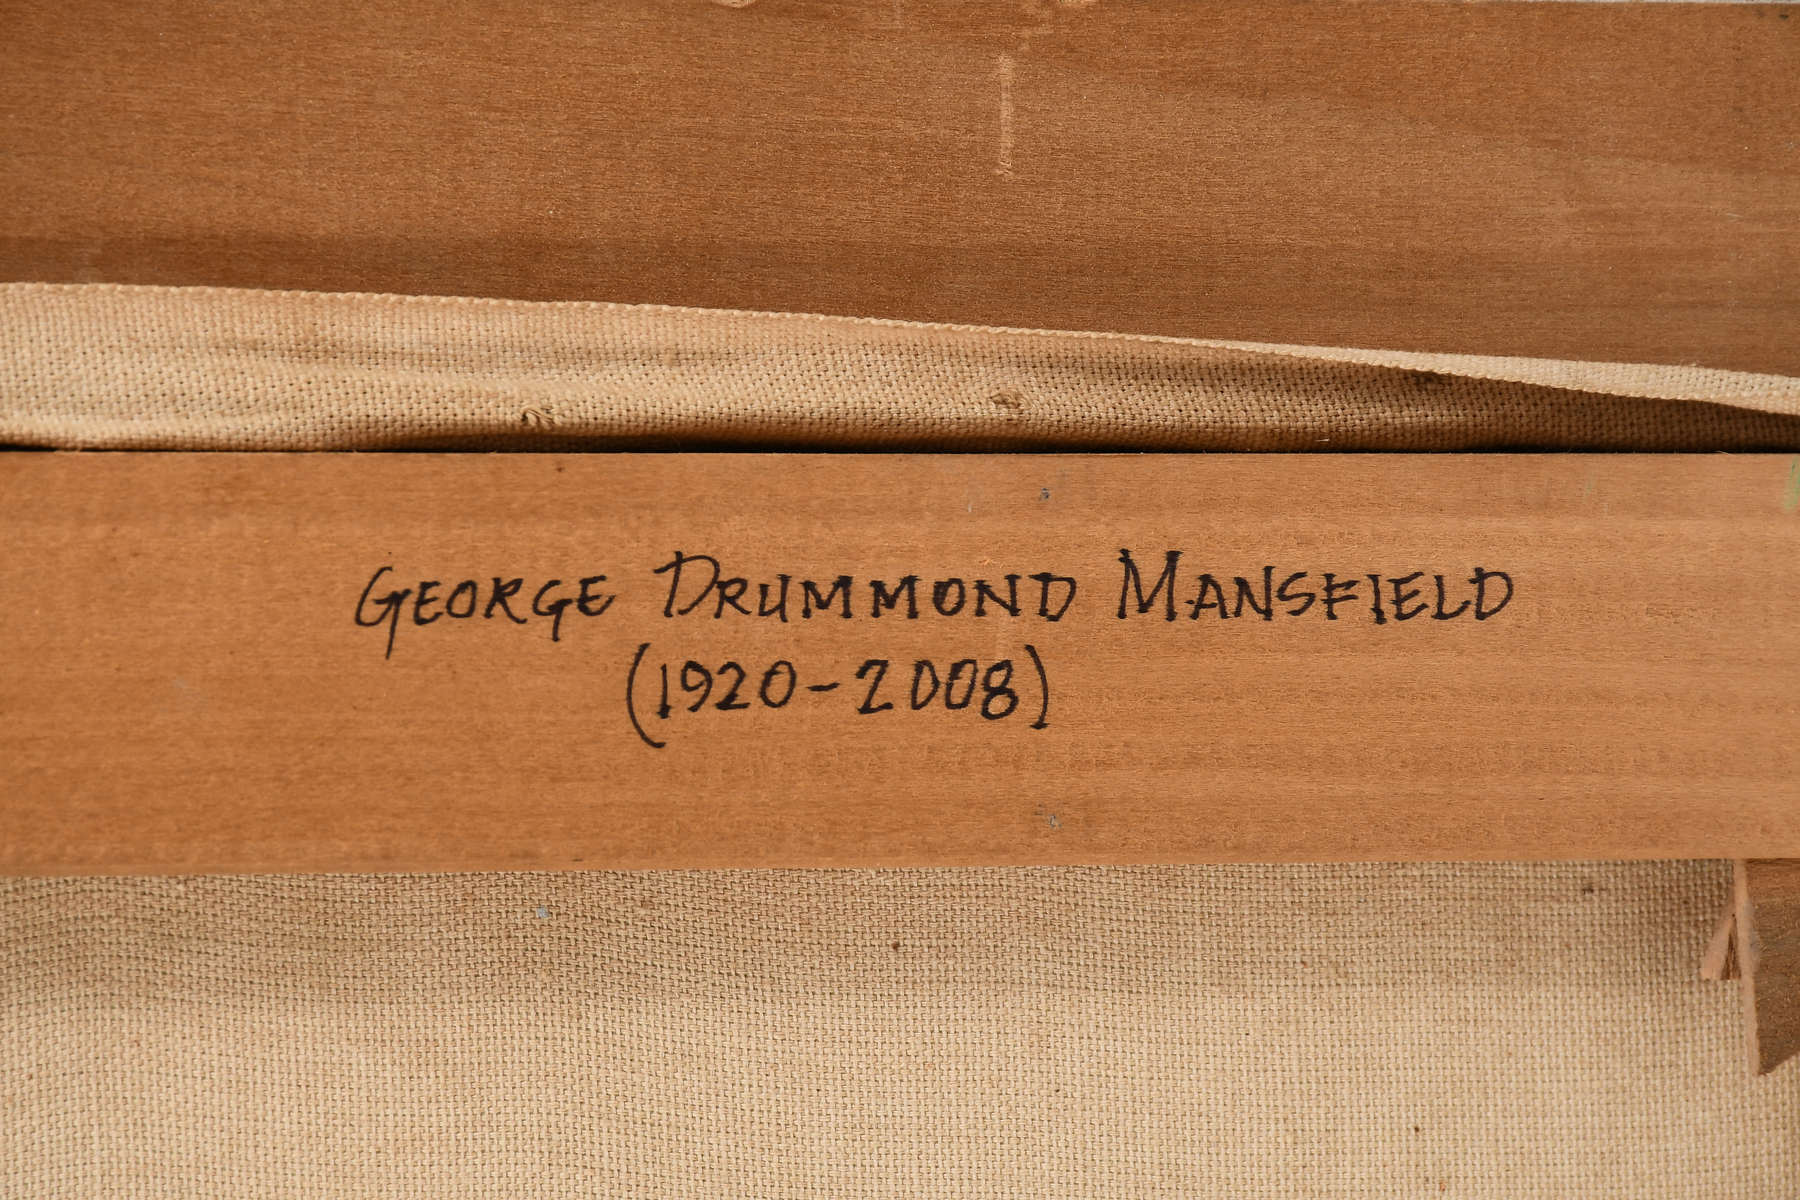 GEORGE DRUMMOND MANSFIELD
(1920-2008)